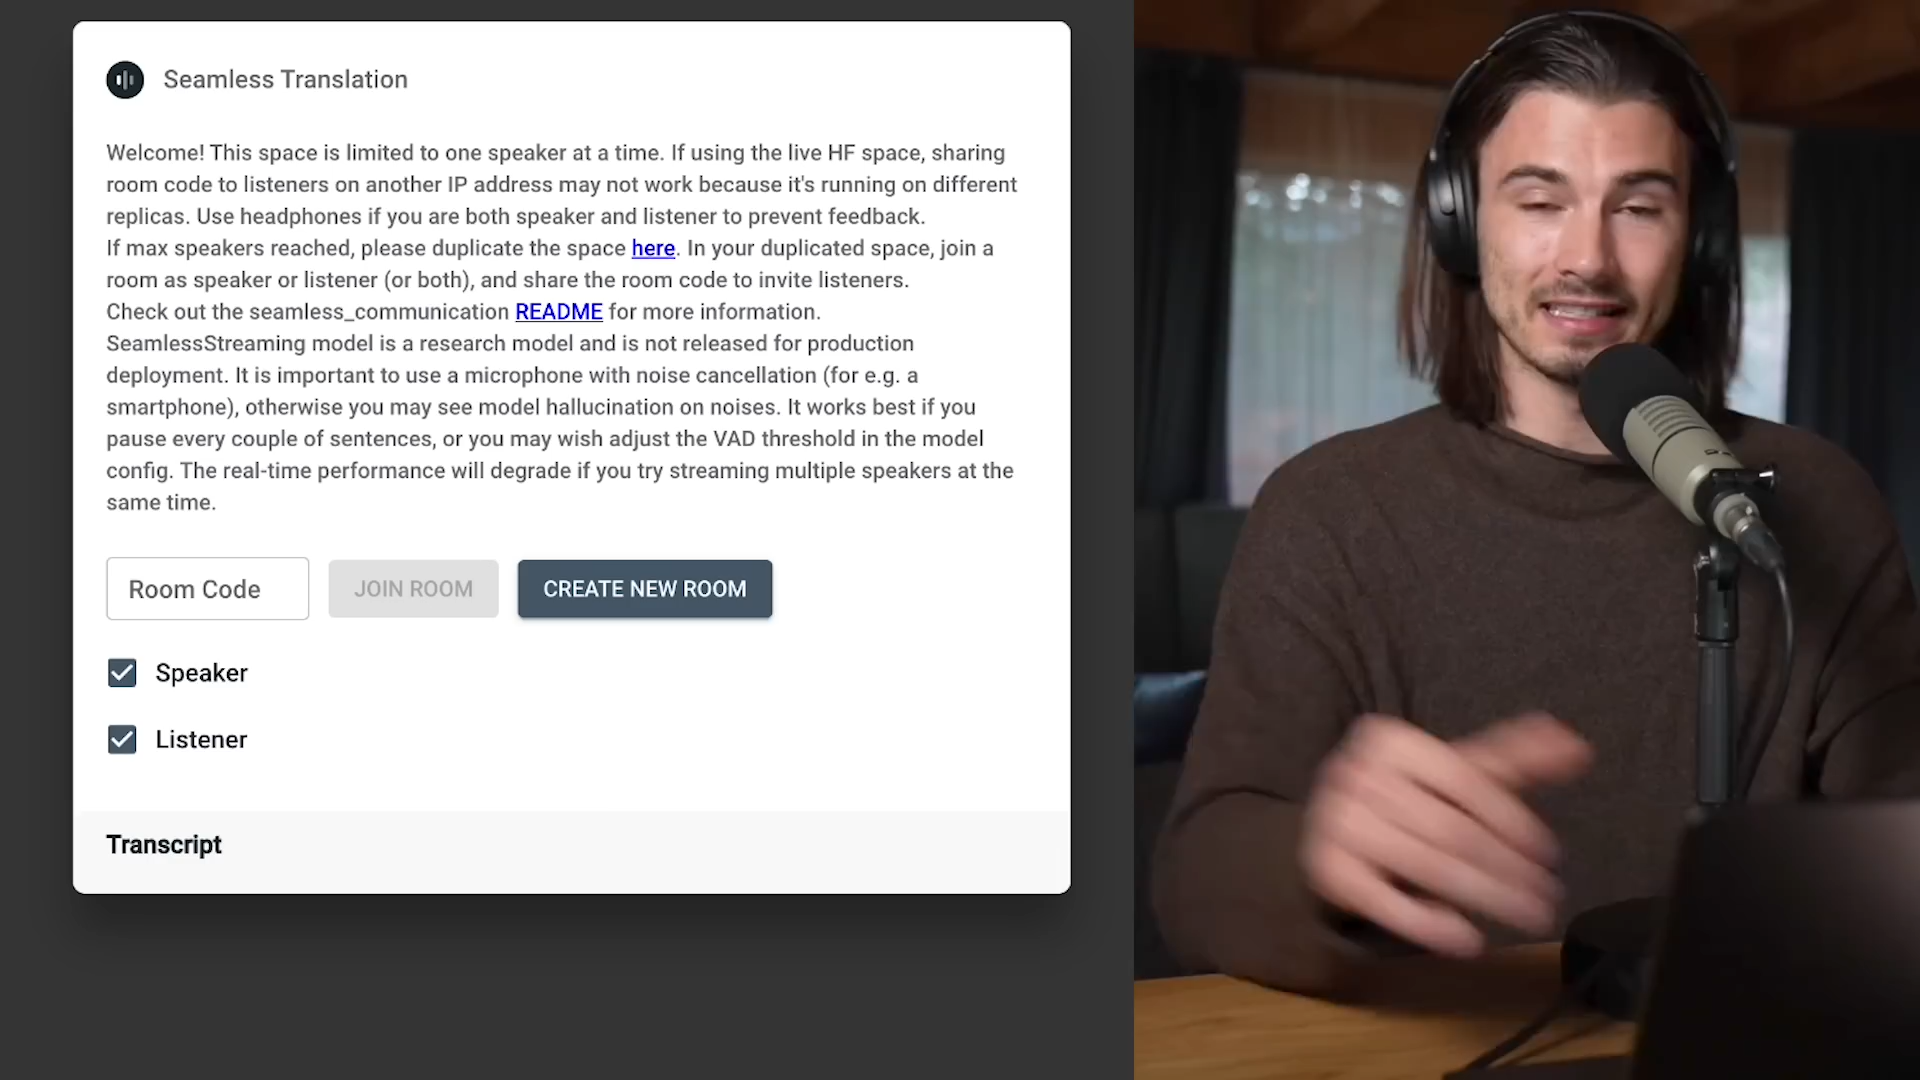 Seamless Translation
Welcome! This space is limited to one speaker at a time. If using the live HF space, sharing
room code to listeners on another IP address may not work because it's running on different
replicas. Use headphones if you are both speaker and listener to prevent feedback.
If max speakers reached, please duplicate the space here. In your duplicated space, join a
room as speaker or listener (or both), and share the room code to invite listeners.
Check out the seamless_communication README for more information.
SeamlessStreaming model is a research model and is not released for production
deployment. It is important to use a microphone with noise cancellation (for e.g. a
smartphone), otherwise you may see model hallucination on noises. It works best if you
pause every couple of sentences, or you may wish adjust the VAD threshold in the model
config. The real-time performance will degrade if you try streaming multiple speakers at the
same time.
Room Code
JOIN ROOM
CREATE NEW ROOM
Speaker
Listener
Transcript